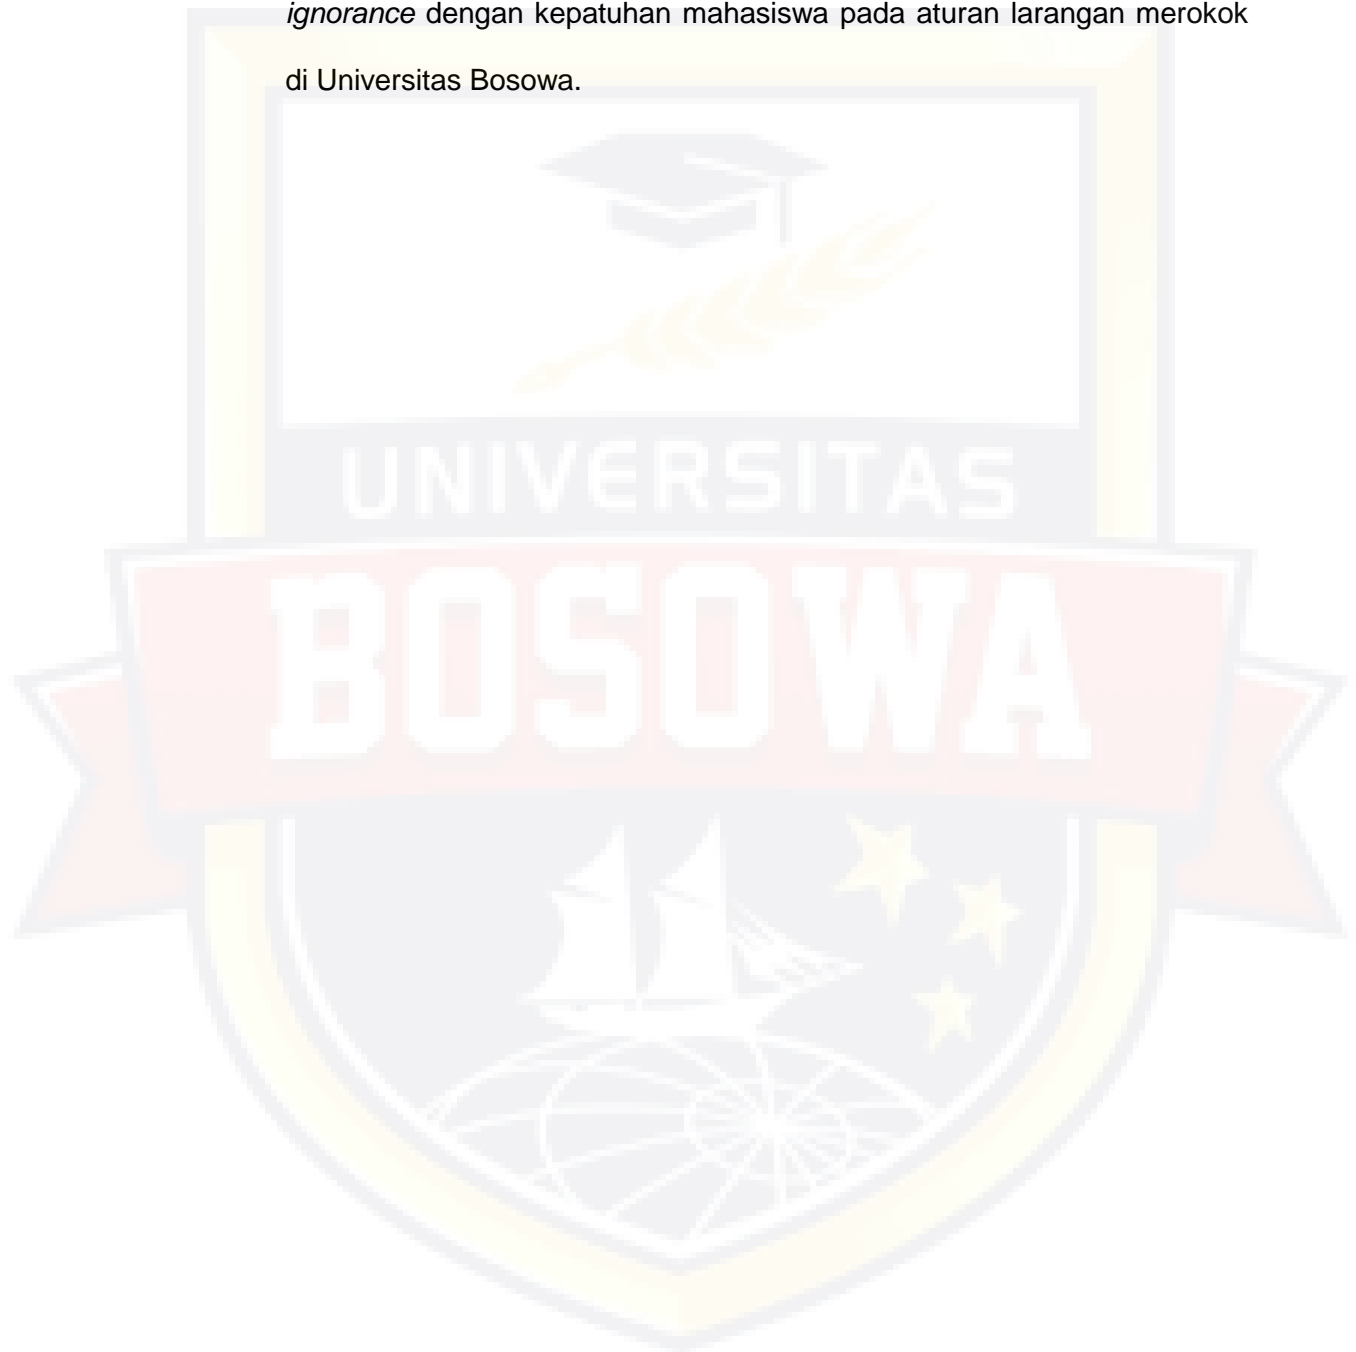 ignorance dengan kepatuhan mahasiswa pada aturan larangan merokok
di Universitas Bosowa.
UNIVERSITAS
BOSOWA